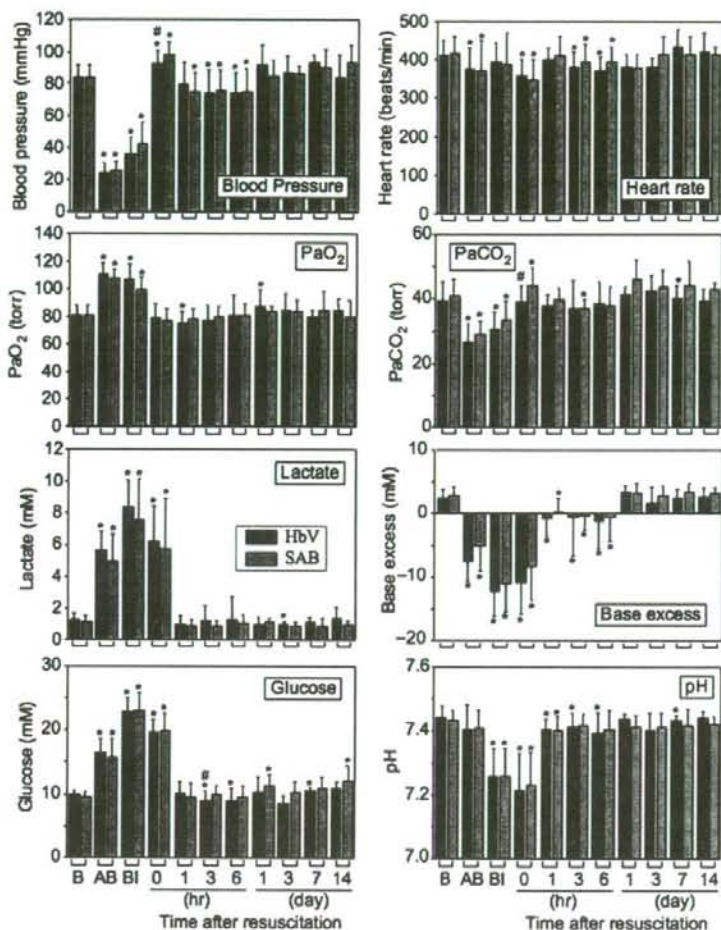 Blood pressure (mmHg)
120
100
80
60
40
20
0
#
* * * * * * * * * * * *
Blood Pressure
Heart rate (beats/min)
500
400
300
200
100
0
* * * * * * * *
Heart rate
PaO2 (torr)
140
120
100
80
60
40
20
0
* * * * * *
PaO2
PaCO2 (torr)
60
40
20
0
#
* * * * * * * *
PaCO2
Lactate (mM)
12
10
8
6
4
2
0
* * * * * * *
Lactate
HbV
SAB
Base excess (mM)
10
0
−10
−20
* * * * * * * * * * * *
Base excess
Glucose (mM)
30
20
10
0
#
* * * * * * * * * * *
Glucose
pH
7.6
7.4
7.2
7.0
* * * * * * * * *
pH
B AB BI 0 1 3 6 1 3 7 14
(hr) (day)
Time after resuscitation
B AB BI 0 1 3 6 1 3 7 14
(hr) (day)
Time after resuscitation